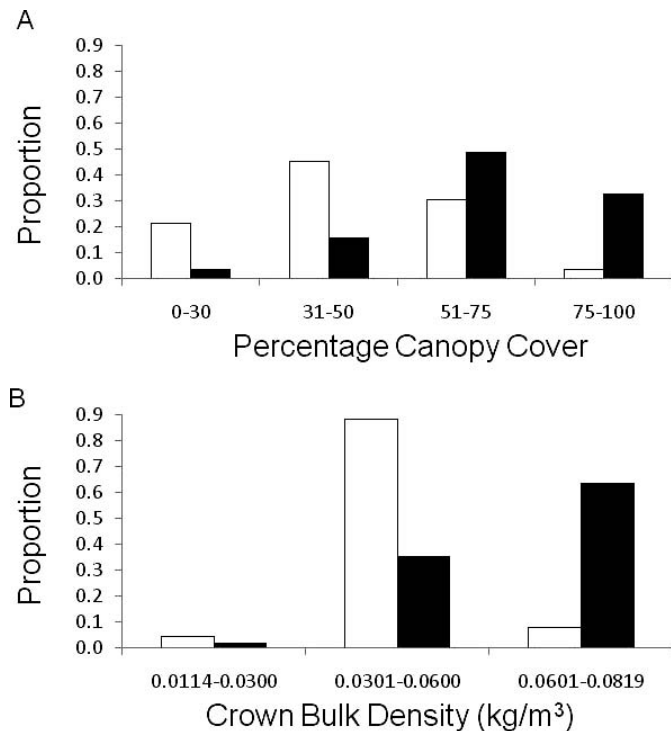 A
0.9
0.8
0.7
0.6
0.5
0.4
0.3
0.2
0.1
0.0
Proportion
0-30 31-50 51-75 75-100
Percentage Canopy Cover
B
0.9
0.8
0.7
0.6
0.5
0.4
0.3
0.2
0.1
0.0
Proportion
0.0114-0.0300 0.0301-0.0600 0.0601-0.0819
Crown Bulk Density (kg/m³)